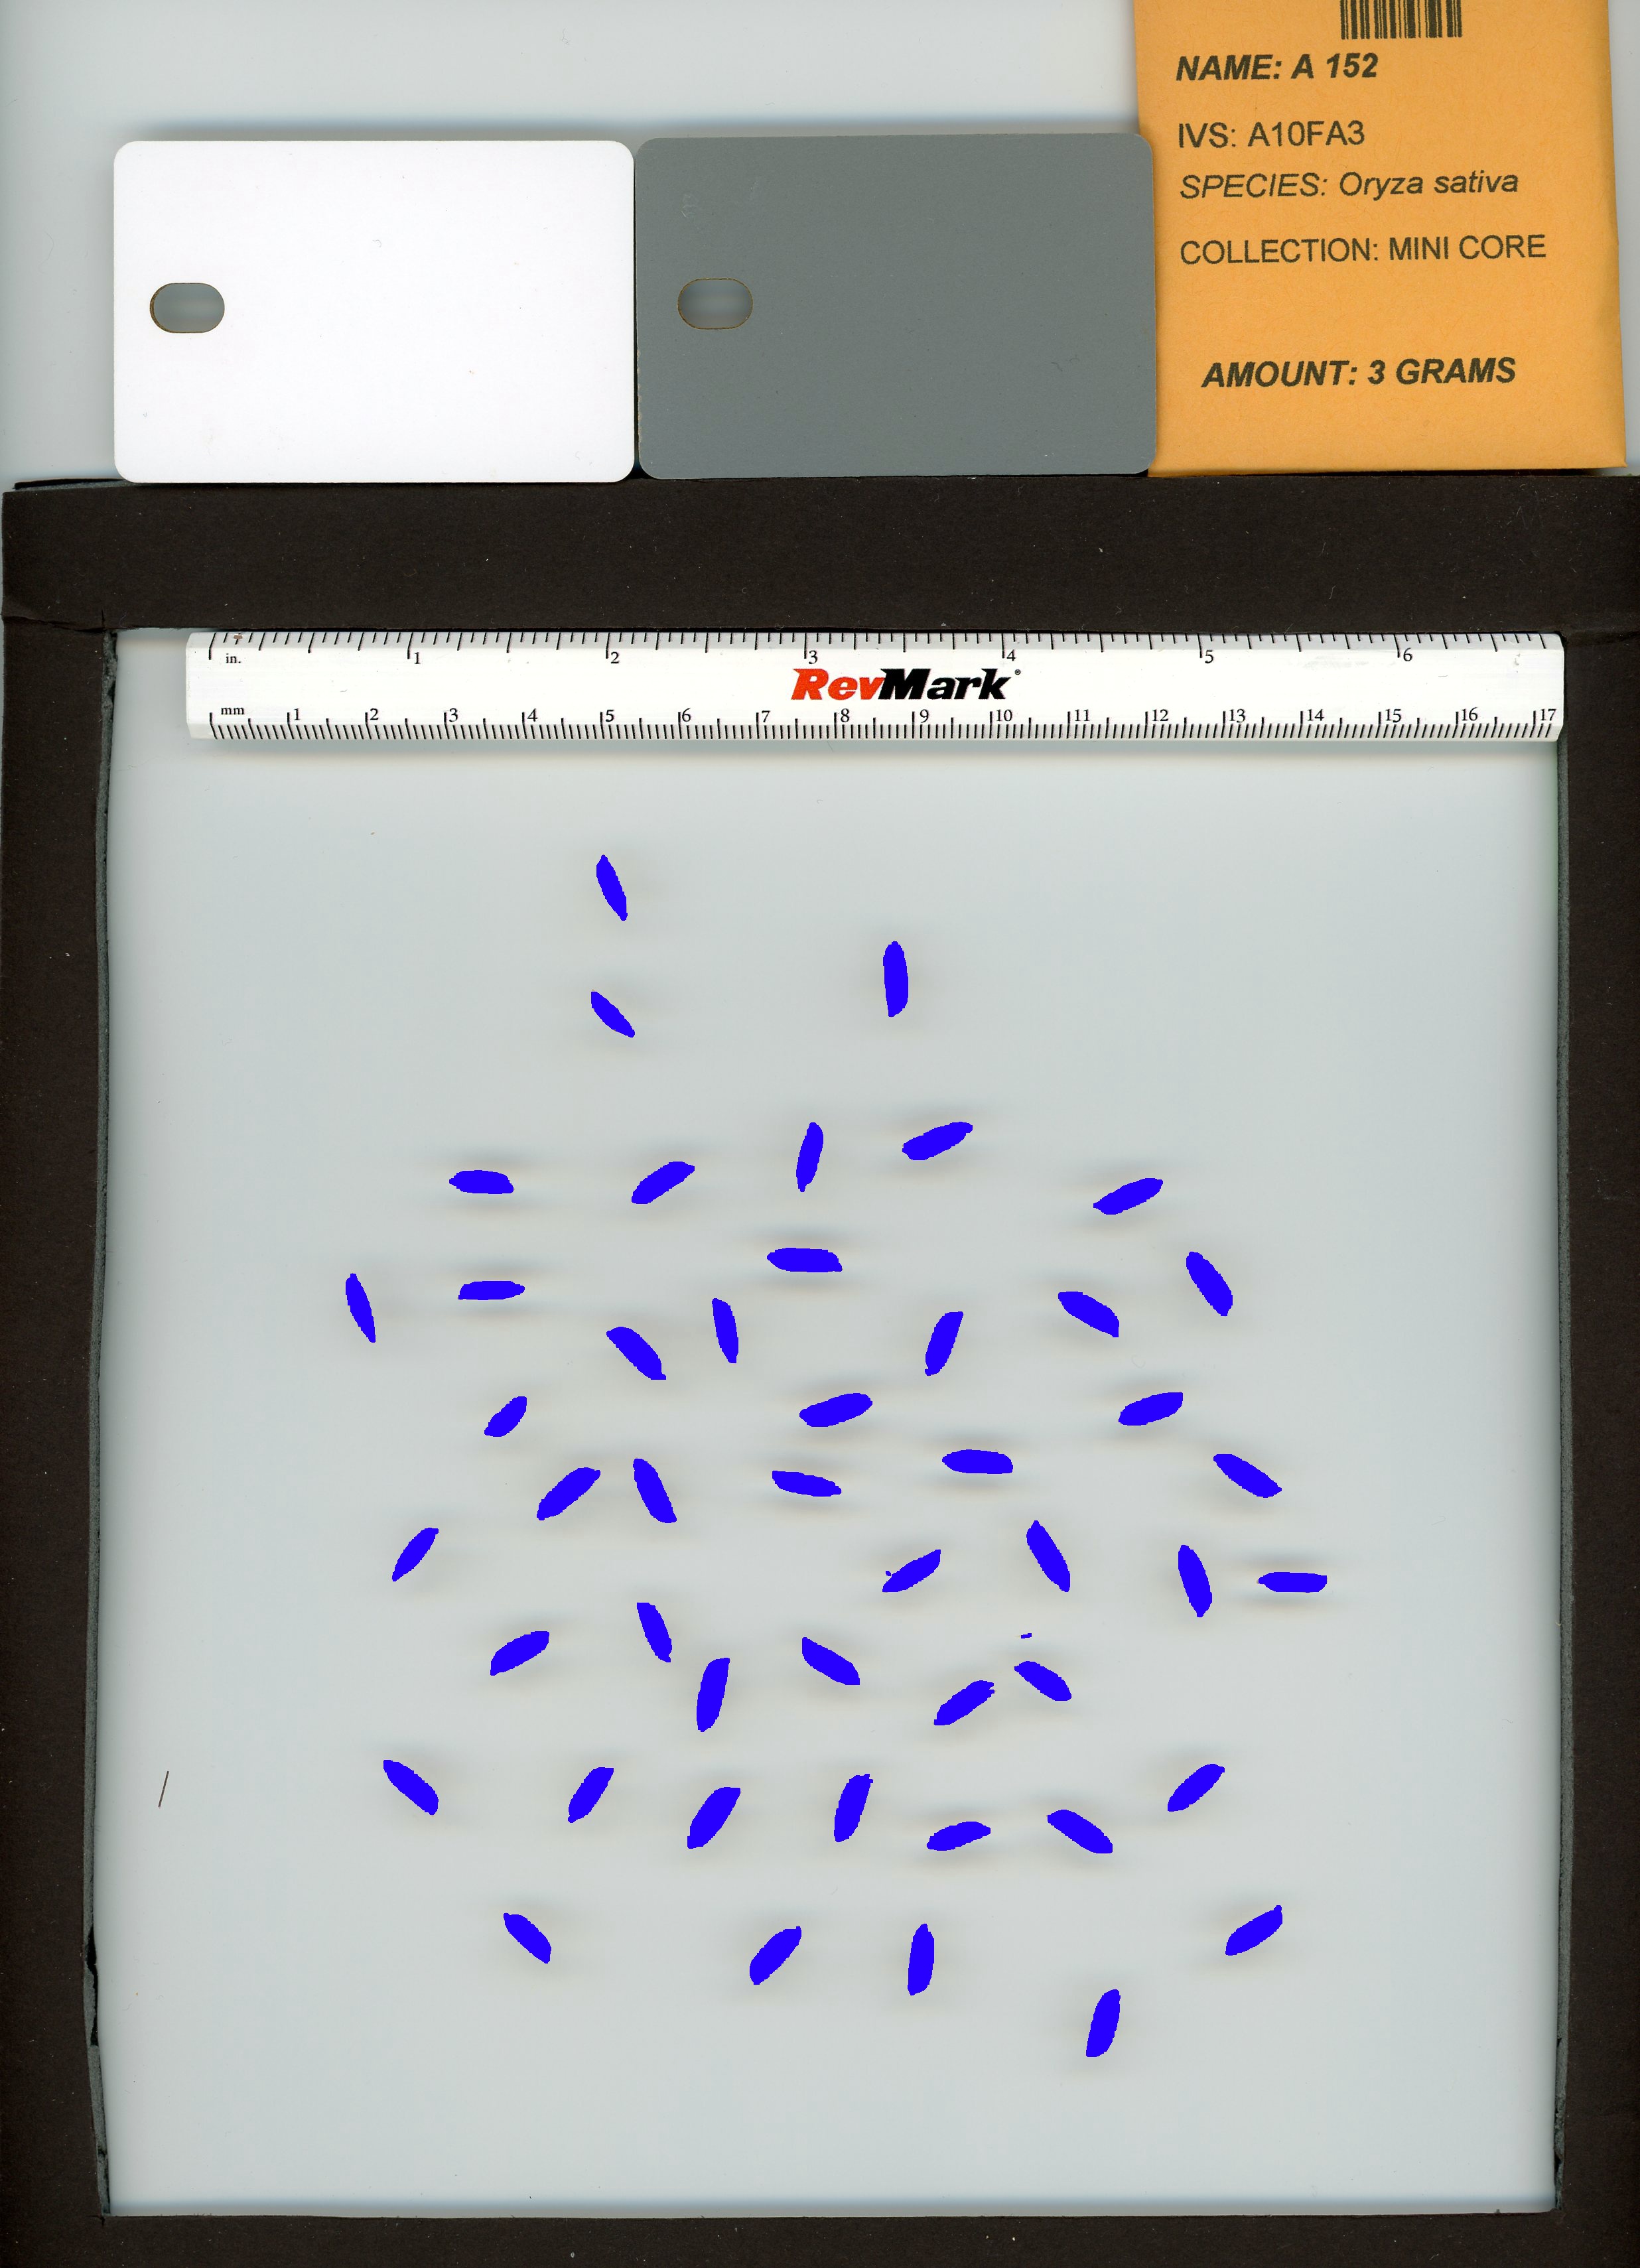 NAME: A 152
IVS: A10FA3
SPECIES: Oryza sativa
COLLECTION: MINI CORE
AMOUNT: 3 GRAMS
in. 1 2 3 4 5 6
RevMark®
mm 1 2 3 4 5 6 7 8 9 10 11 12 13 14 15 16 17